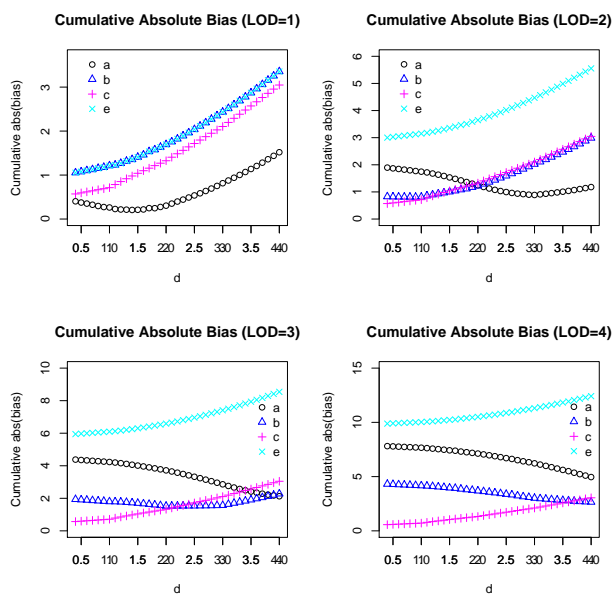 Cumulative Absolute Bias (LOD=1)
Cumulative abs(bias)
3
2
1
0
a
b
c
e
0.5 110 1.5 220 2.5 330 3.5 440
d
Cumulative Absolute Bias (LOD=2)
Cumulative abs(bias)
6
5
4
3
2
1
0
a
b
c
e
0.5 110 1.5 220 2.5 330 3.5 440
d
Cumulative Absolute Bias (LOD=3)
Cumulative abs(bias)
10
8
6
4
2
0
a
b
c
e
0.5 110 1.5 220 2.5 330 3.5 440
d
Cumulative Absolute Bias (LOD=4)
Cumulative abs(bias)
15
10
5
0
a
b
c
e
0.5 110 1.5 220 2.5 330 3.5 440
d